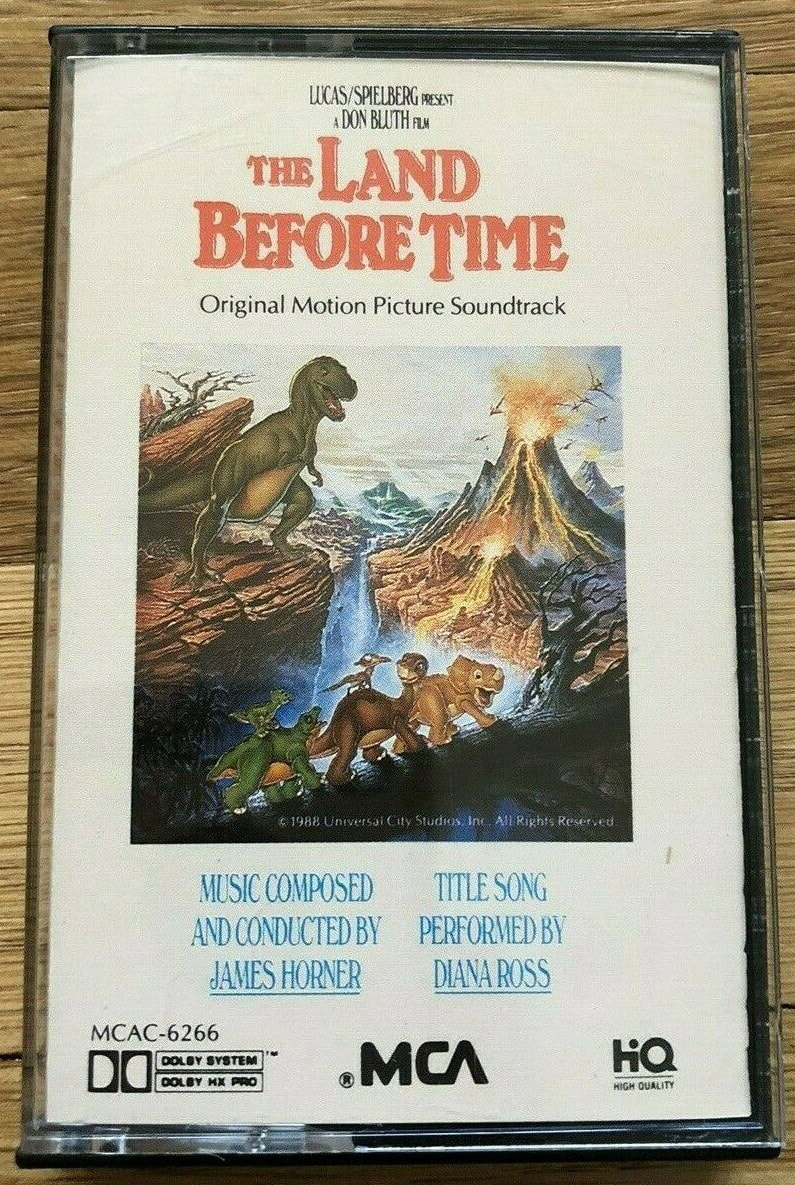 LUCAS/SPIELBERG PRESENT
A DON BLUTH FILM
THE LAND
BEFORE TIME
Original Motion Picture Soundtrack
©1988 Universal City Studios, Inc. All Rights Reserved
MUSIC COMPOSED
AND CONDUCTED BY
JAMES HORNER
TITLE SONG
PERFORMED BY
DIANA ROSS
MCAC-6266
DOLBY SYSTEM ™
DOLBY HX PRO
®MCA
HQ
HIGH QUALITY